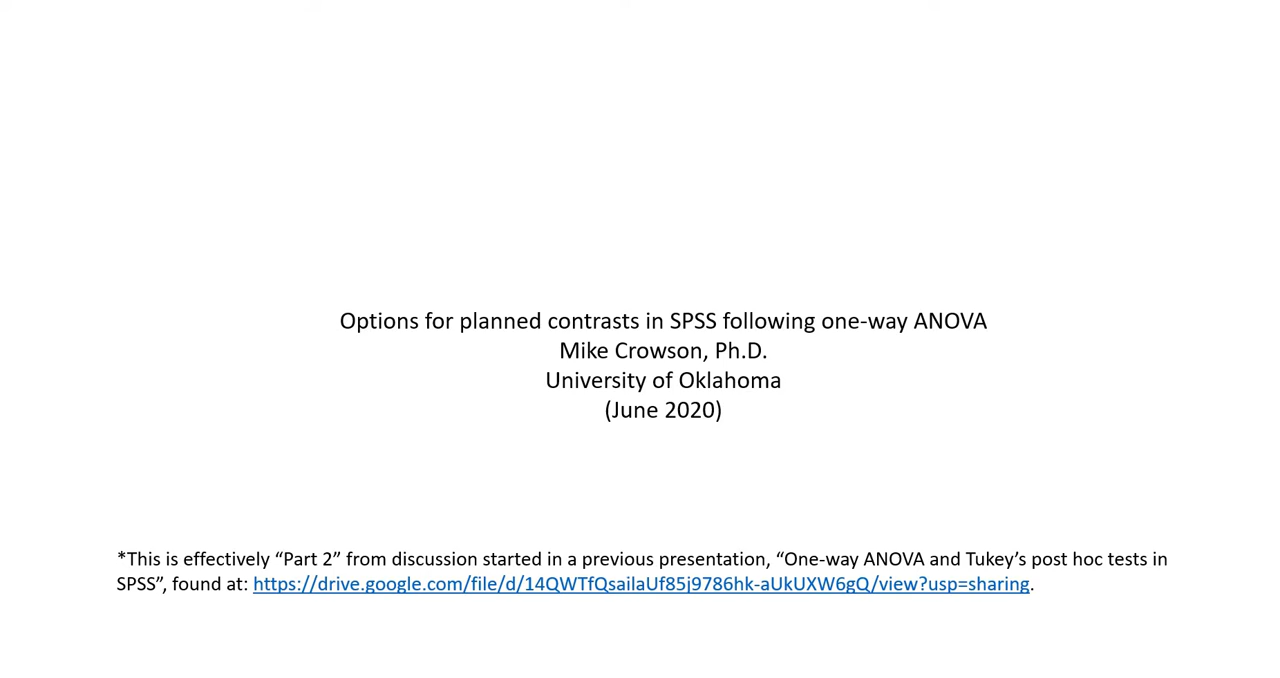 Options for planned contrasts in SPSS following one-way ANOVA
Mike Crowson, Ph.D.
University of Oklahoma
(June 2020)
*This is effectively “Part 2” from discussion started in a previous presentation, “One-way ANOVA and Tukey’s post hoc tests in
SPSS”, found at: https://drive.google.com/file/d/14QWTfQsailaUf85j9786hk-aUkUXW6gQ/view?usp=sharing.